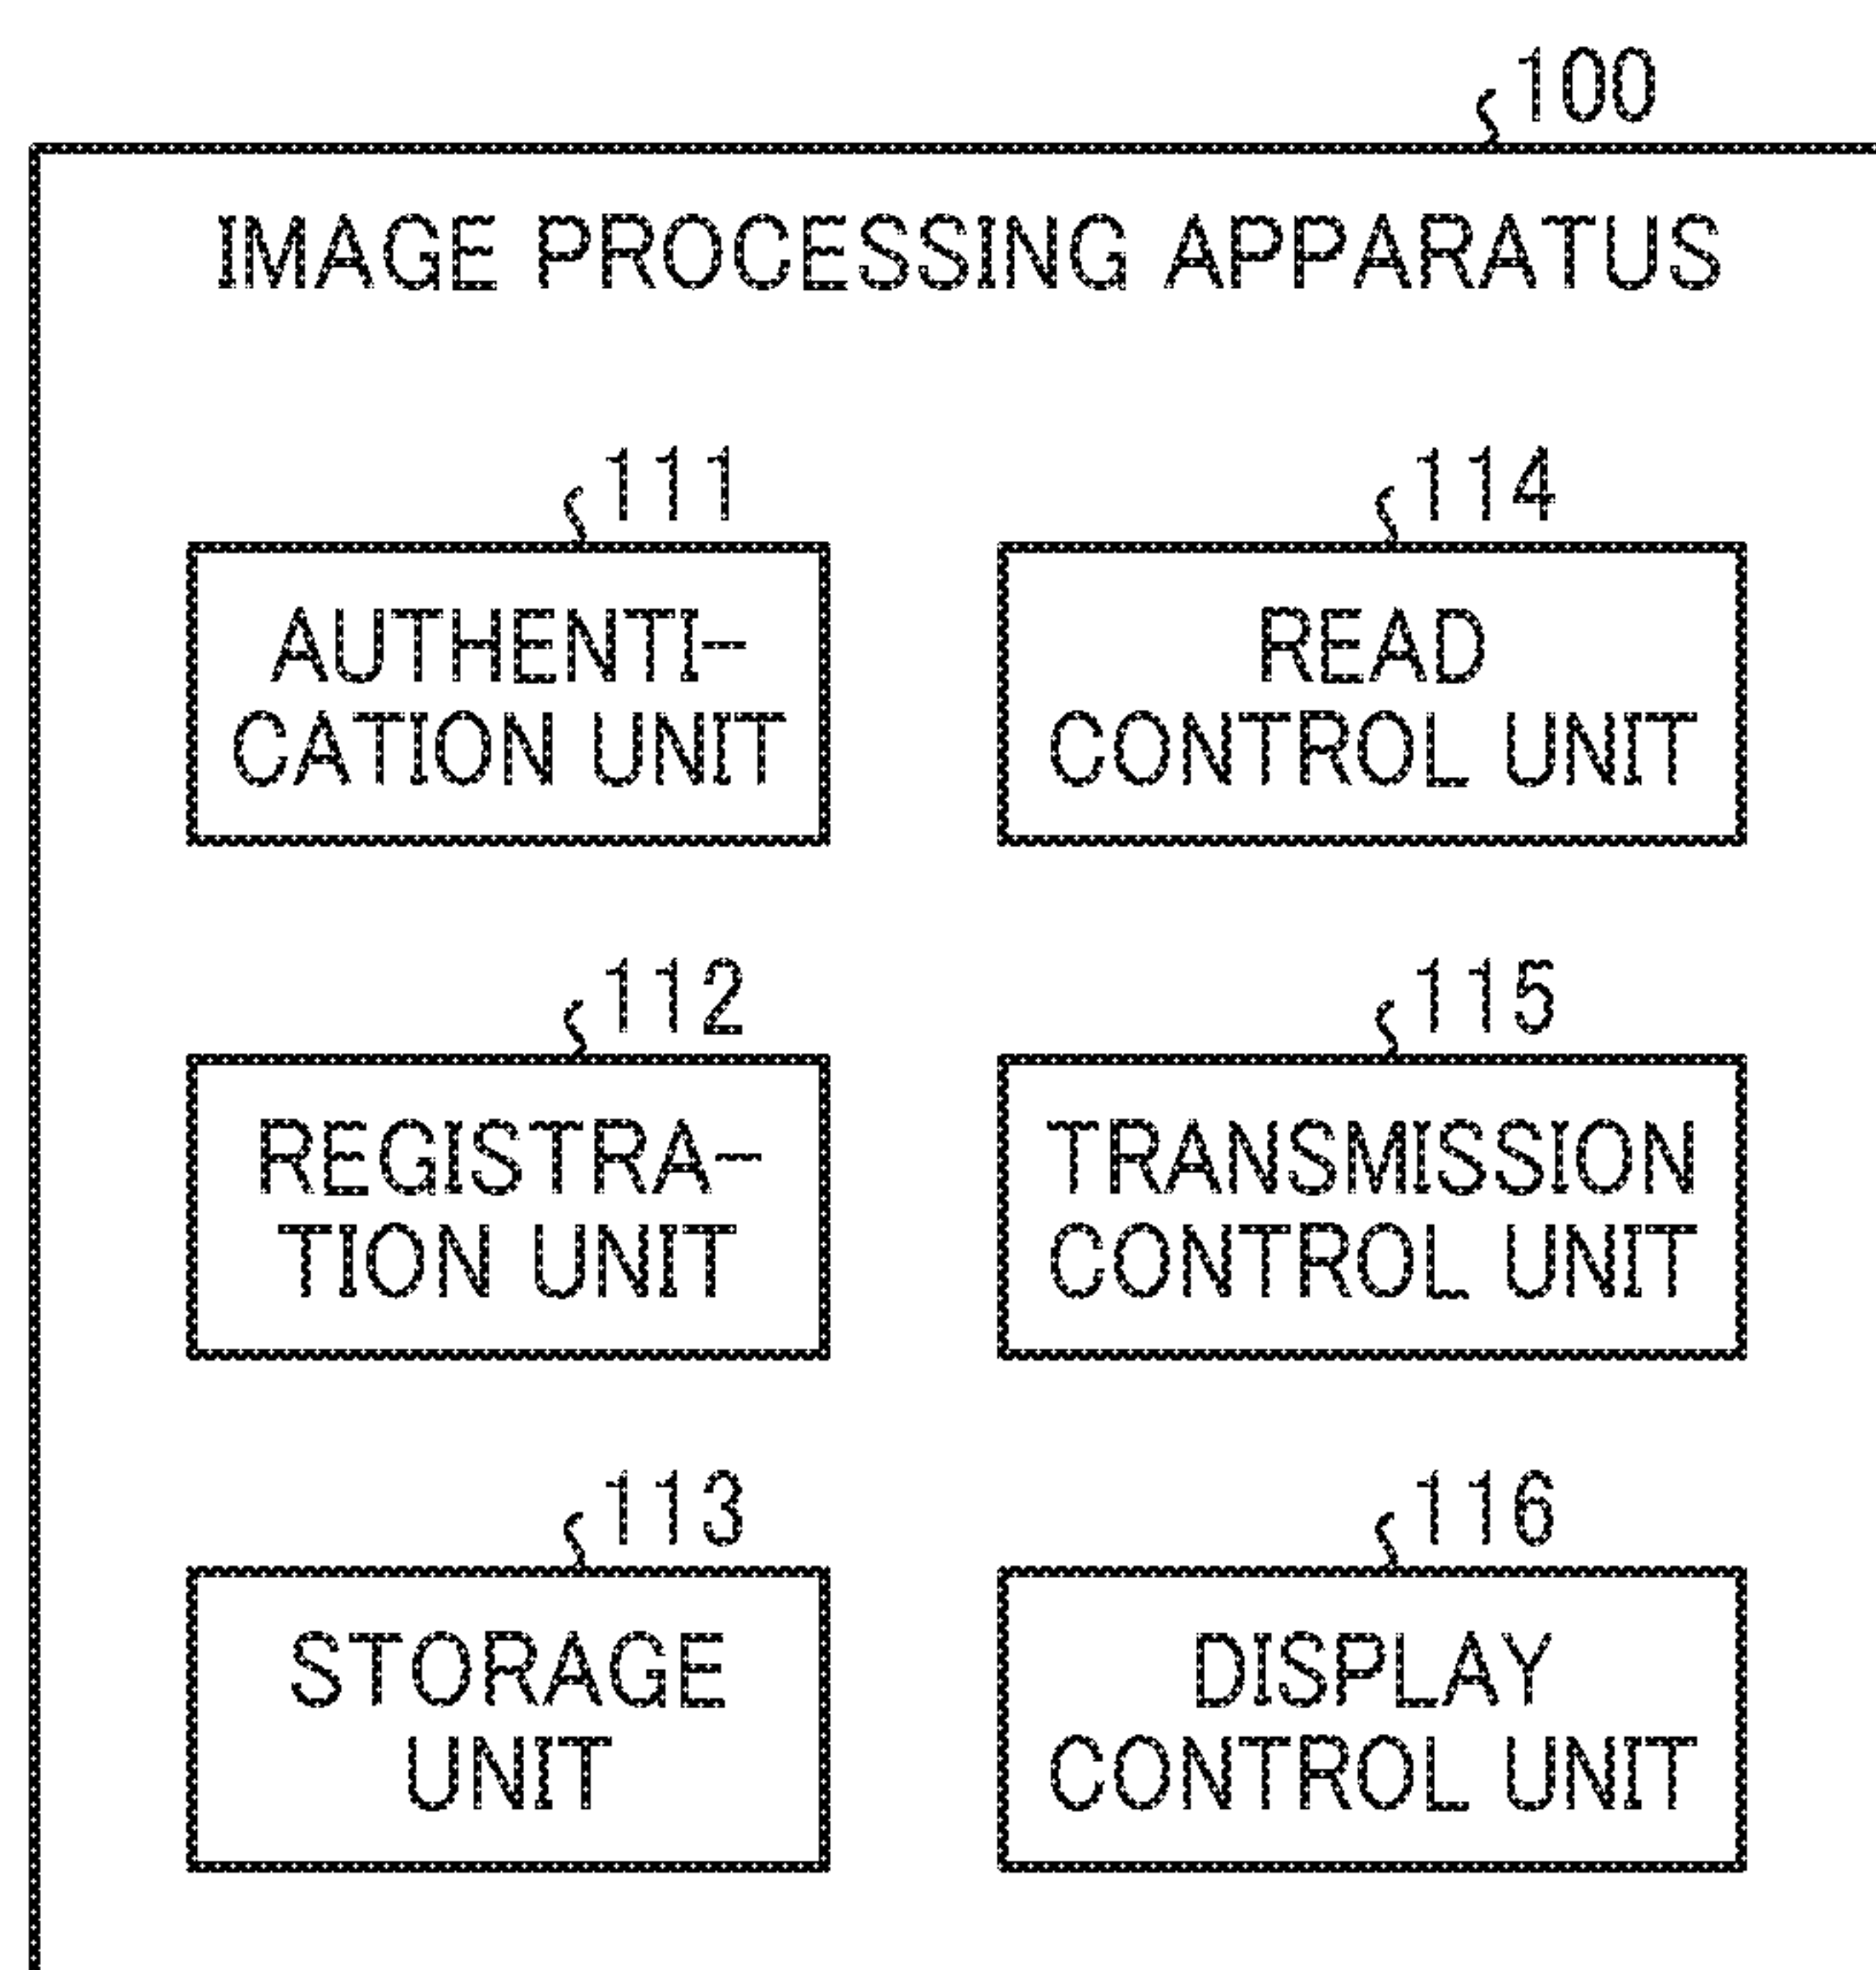 100
IMAGE PROCESSING APPARATUS
111
AUTHENTI-
CATION UNIT
114
READ
CONTROL UNIT
112
REGISTRA-
TION UNIT
115
TRANSMISSION
CONTROL UNIT
113
STORAGE
UNIT
116
DISPLAY
CONTROL UNIT